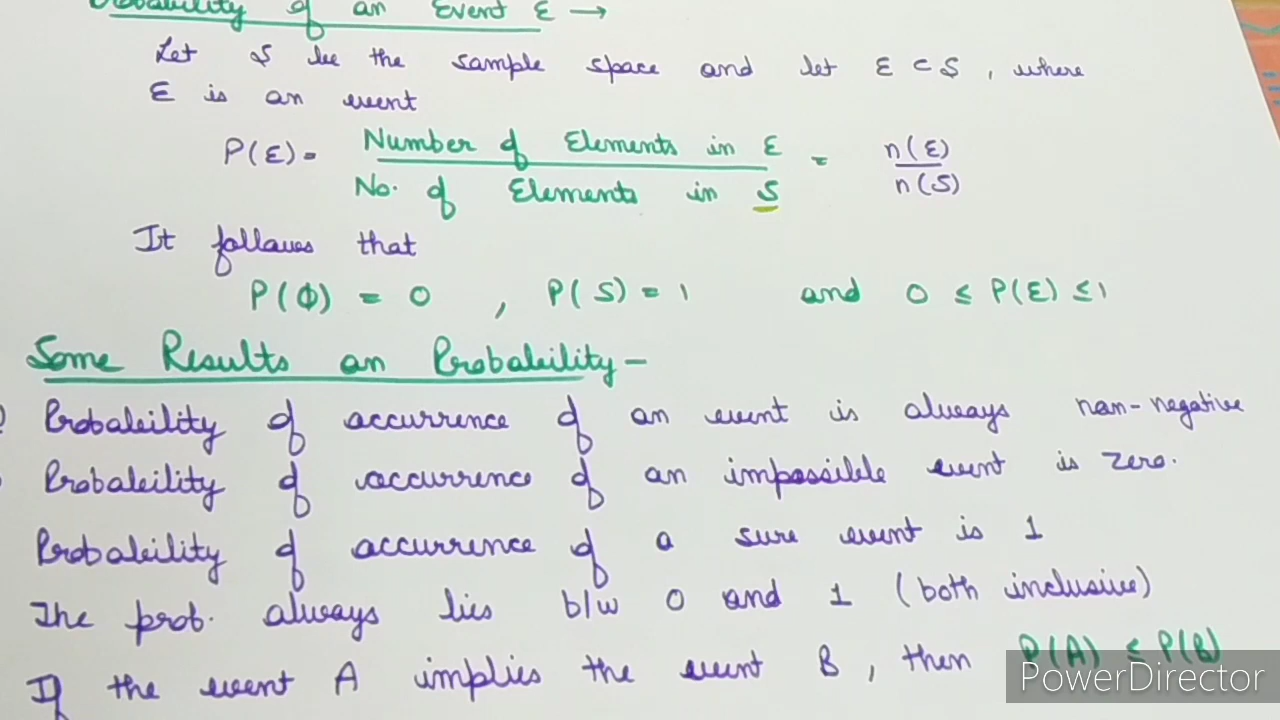 Probability of an Event E →
Let S be the sample space and let E ⊂ S, where
E is an event
P(E) = Number of Elements in E / No. of Elements in S = n(E) / n(S)
It follows that
P(Φ) = 0 , P(S) = 1 and 0 ≤ P(E) ≤ 1
Some Results on Probability -
Probability of occurrence of an event is always non-negative
Probability of occurrence of an impossible event is zero.
Probability of occurrence of a sure event is 1
The prob. always lies b/w 0 and 1 (both inclusive)
If the event A implies the event B, then P(A) ≤ P(B)
PowerDirector